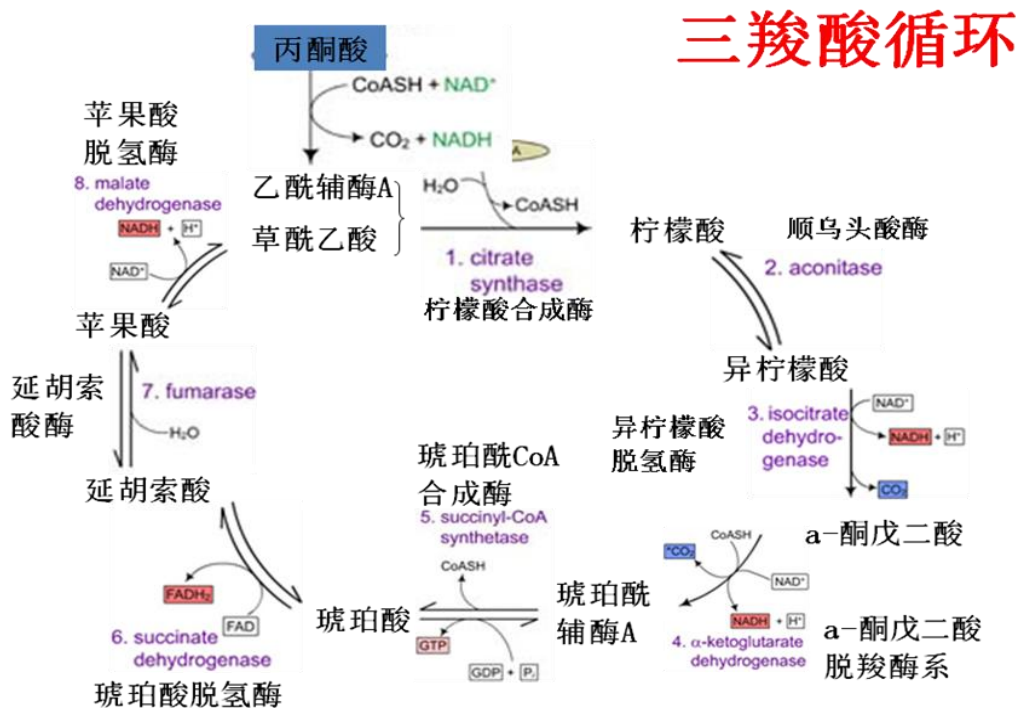 三羧酸循环
丙酮酸
CoASH + NAD⁺
CO₂ + NADH
A
苹果酸
脱氢酶
8. malate
dehydrogenase
NADH + H⁺
NAD⁺
乙酰辅酶A
草酰乙酸
H₂O
CoASH
1. citrate
synthase
柠檬酸合成酶
柠檬酸
顺乌头酸酶
2. aconitase
苹果酸
异柠檬酸
延胡索
酸酶
7. fumarase
H₂O
异柠檬酸
脱氢酶
3. isocitrate
dehydro-
genase
NAD⁺
NADH + H⁺
CO₂
延胡索酸
琥珀酰CoA
合成酶
5. succinyl-CoA
synthetase
CoASH
a-酮戊二酸
CoASH
*CO₂
NAD⁺
NADH + H⁺
FADH₂
FAD
琥珀酸
GTP
GDP + Pᵢ
琥珀酰
辅酶A
4. α-ketoglutarate
dehydrogenase
a-酮戊二酸
脱羧酶系
6. succinate
dehydrogenase
琥珀酸脱氢酶